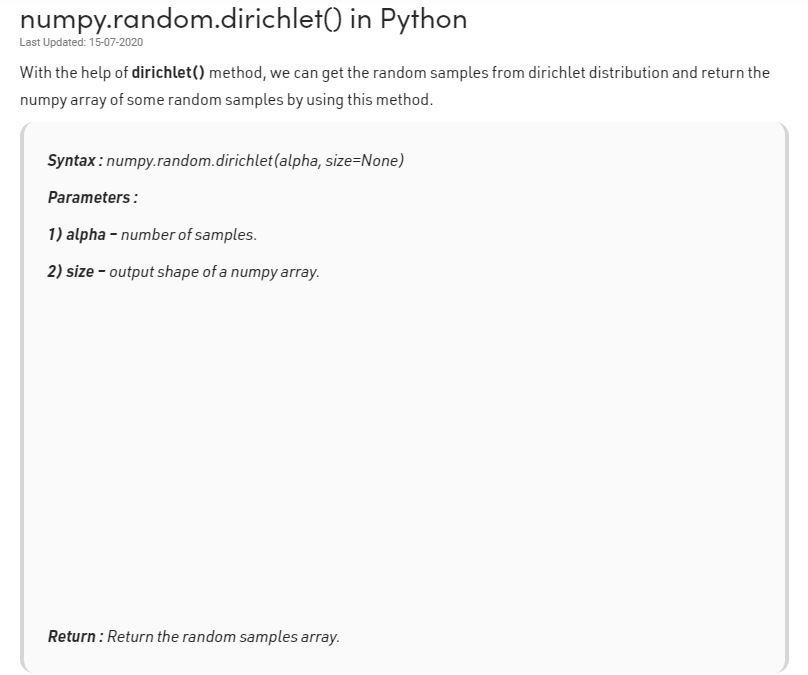 numpy.random.dirichlet() in Python
Last Updated: 15-07-2020
With the help of dirichlet() method, we can get the random samples from dirichlet distribution and return the
numpy array of some random samples by using this method.
Syntax : numpy.random.dirichlet(alpha, size=None)
Parameters :
1) alpha – number of samples.
2) size – output shape of a numpy array.
Return : Return the random samples array.